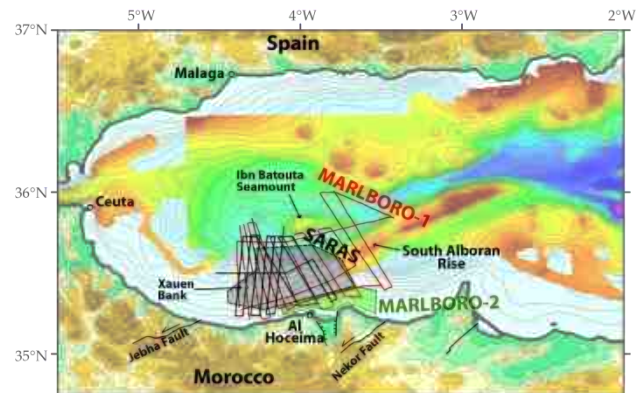 5°W 4°W 3°W 2°W
37°N
Spain
Malaga
36°N
Ibn Batouta
Seamount
MARLBORO-1
Ceuta
SARAS
South Alboran
Rise
Xauen
Bank
MARLBORO-2
Al
Hoceima
35°N
Jebha Fault
Nekor Fault
Morocco